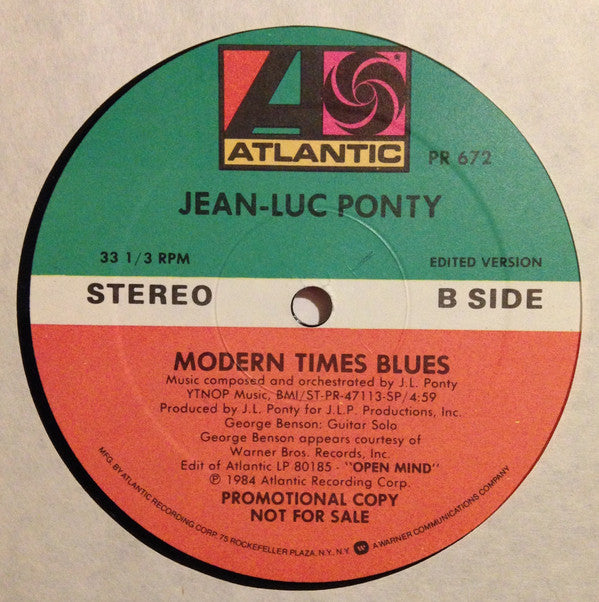 ATLANTIC
PR 672
JEAN-LUC PONTY
33 1/3 RPM
EDITED VERSION
STEREO
B SIDE
MODERN TIMES BLUES
Music composed and orchestrated by J.L. Ponty
YTNOP Music, BMI/ST-PR-47113-SP/4:59
Produced by J.L. Ponty for J.L.P. Productions, Inc.
George Benson: Guitar Solo
George Benson appears courtesy of
Warner Bros. Records, Inc.
Edit of Atlantic LP 80185 - "OPEN MIND"
℗ 1984 Atlantic Recording Corp.
PROMOTIONAL COPY
NOT FOR SALE
MFG. BY ATLANTIC RECORDING CORP. 75 ROCKEFELLER PLAZA, N.Y., N.Y. A WARNER COMMUNICATIONS COMPANY